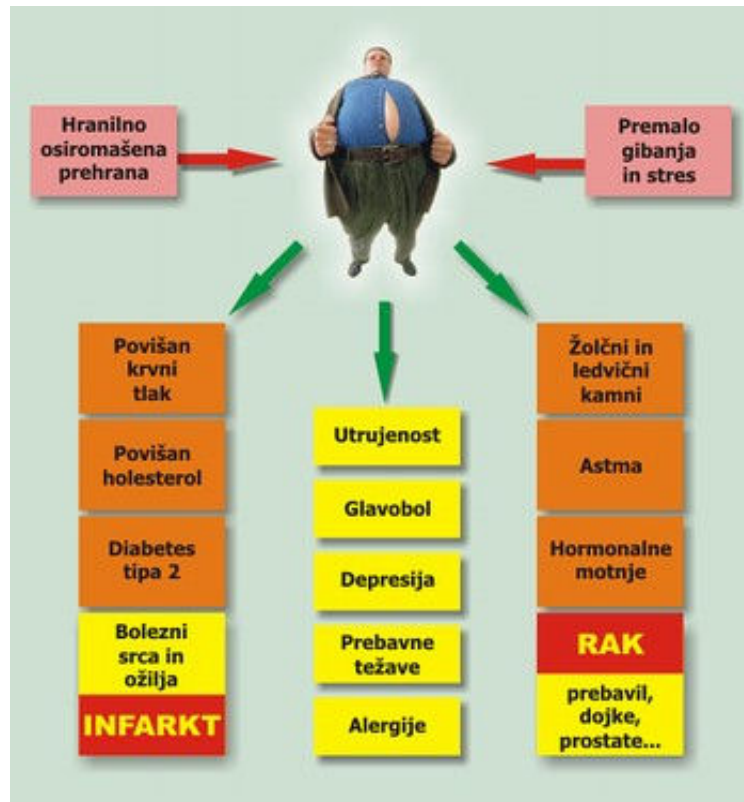 Hranilno
osiromašena
prehrana
Premalo
gibanja
in stres
Povišan
krvni
tlak
Povišan
holesterol
Diabetes
tipa 2
Bolezni
srca in
ožilja
INFARKT
Utrujenost
Glavobol
Depresija
Prebavne
težave
Alergije
Žolčni in
ledvični
kamni
Astma
Hormonalne
motnje
RAK
prebavil,
dojke,
prostate...